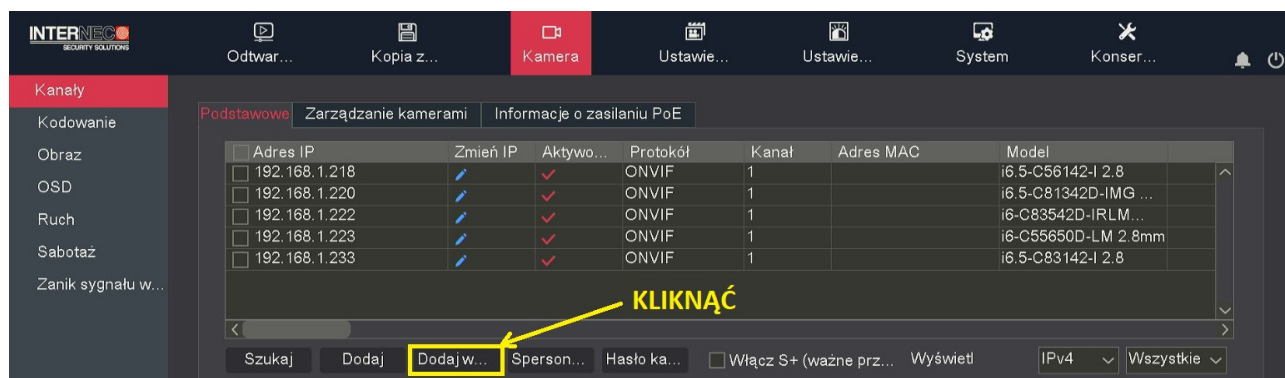 INTERNEC
SECURITY SOLUTIONS
Odtwar... Kopia z... Kamera Ustawie... Ustawie... System Konser...
Kanały
Kodowanie
Obraz
OSD
Ruch
Sabotaż
Zanik sygnału w...
Podstawowe Zarządzanie kamerami Informacje o zasilaniu PoE
Adres IP Zmień IP Aktywo... Protokół Kanał Adres MAC Model
192.168.1.218 ONVIF 1 i6.5-C56142-I 2.8
192.168.1.220 ONVIF 1 i6.5-C81342D-IMG ...
192.168.1.222 ONVIF 1 i6-C83542D-IRLM...
192.168.1.223 ONVIF 1 i6-C55650D-LM 2.8mm
192.168.1.233 ONVIF 1 i6.5-C83142-I 2.8
KLIKNĄĆ
Szukaj Dodaj Dodaj w... Sperson... Hasło ka... Włącz S+ (ważne prz... Wyświetl IPv4 Wszystkie